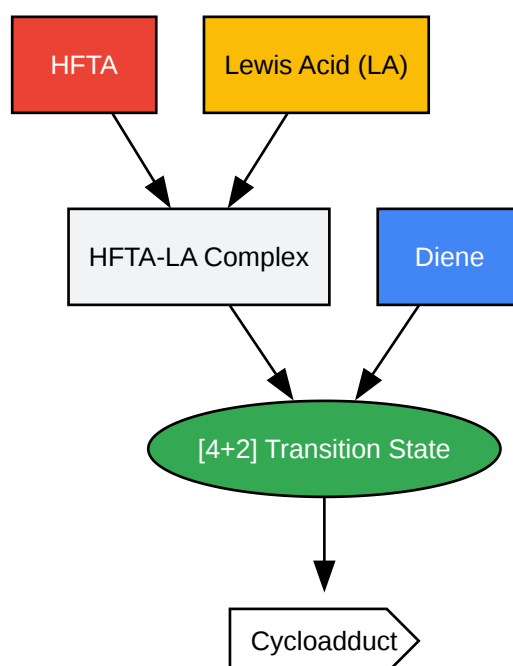 HFTA
Lewis Acid (LA)
HFTA-LA Complex
Diene
[4+2] Transition State
Cycloadduct